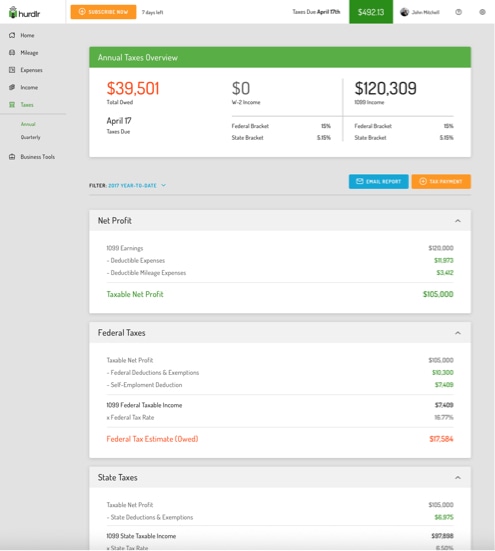 hurdlr
SUBSCRIBE NOW
7 days left
Taxes Due April 17th
$492.13
John Mitchell
Home
Mileage
Expenses
Income
Taxes
Annual
Quarterly
Business Tools
Annual Taxes Overview
$39,501
Total Owed
April 17
Taxes Due
$0
W-2 Income
Federal Bracket 15%
State Bracket 5.15%
$120,309
1099 Income
Federal Bracket 15%
State Bracket 5.15%
FILTER: 2017 YEAR-TO-DATE
EMAIL REPORT
TAX PAYMENT
Net Profit
1099 Earnings $120,000
- Deductible Expenses $11,973
- Deductible Mileage Expenses $3,412
Taxable Net Profit $105,000
Federal Taxes
Taxable Net Profit $105,000
- Federal Deductions & Exemptions $10,300
- Self-Emploment Deduction $7,409
1099 Federal Taxable Income $7,409
x Federal Tax Rate 16.77%
Federal Tax Estimate (Owed) $17,584
State Taxes
Taxable Net Profit $105,000
- State Deductions & Exemptions $6,975
1099 State Taxable Income $97,898
x State Tax Rate 6.50%